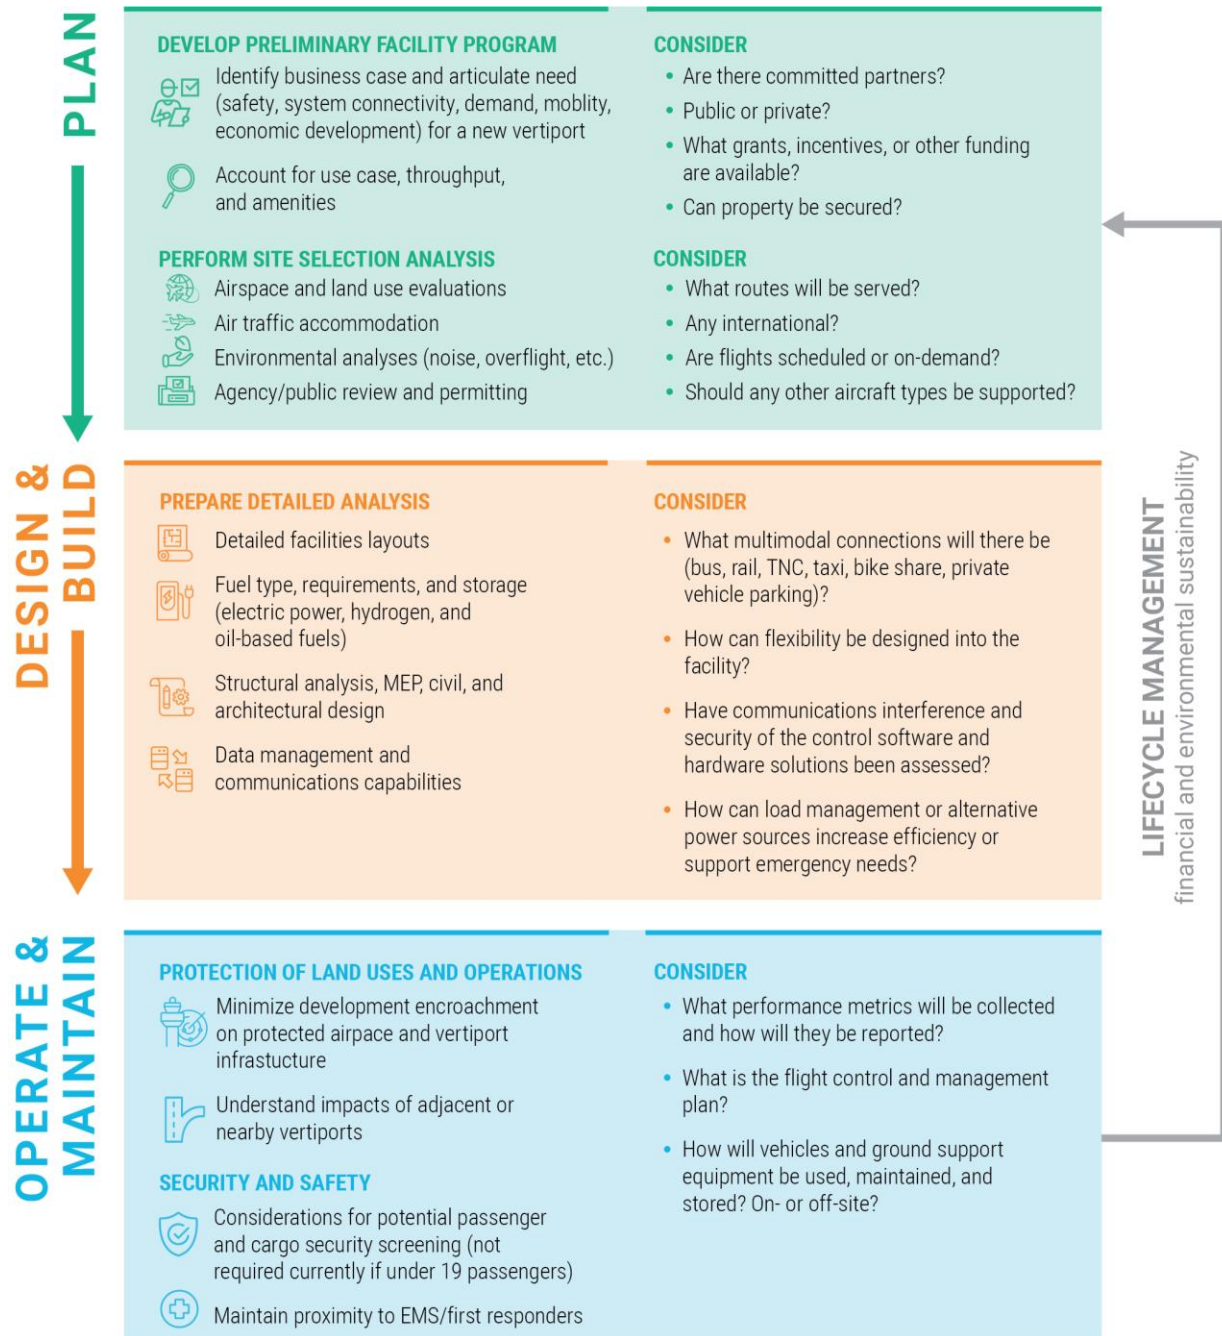 PLAN
DEVELOP PRELIMINARY FACILITY PROGRAM
Identify business case and articulate need
(safety, system connectivity, demand, moblity,
economic development) for a new vertiport
Account for use case, throughput,
and amenities
CONSIDER
• Are there committed partners?
• Public or private?
• What grants, incentives, or other funding
are available?
• Can property be secured?
PERFORM SITE SELECTION ANALYSIS
Airspace and land use evaluations
Air traffic accommodation
Environmental analyses (noise, overflight, etc.)
Agency/public review and permitting
CONSIDER
• What routes will be served?
• Any international?
• Are flights scheduled or on-demand?
• Should any other aircraft types be supported?
DESIGN &
BUILD
PREPARE DETAILED ANALYSIS
Detailed facilities layouts
Fuel type, requirements, and storage
(electric power, hydrogen, and
oil-based fuels)
Structural analysis, MEP, civil, and
architectural design
Data management and
communications capabilities
CONSIDER
• What multimodal connections will there be
(bus, rail, TNC, taxi, bike share, private
vehicle parking)?
• How can flexibility be designed into the
facility?
• Have communications interference and
security of the control software and
hardware solutions been assessed?
• How can load management or alternative
power sources increase efficiency or
support emergency needs?
OPERATE &
MAINTAIN
PROTECTION OF LAND USES AND OPERATIONS
Minimize development encroachment
on protected airpace and vertiport
infrastucture
Understand impacts of adjacent or
nearby vertiports
SECURITY AND SAFETY
Considerations for potential passenger
and cargo security screening (not
required currently if under 19 passengers)
Maintain proximity to EMS/first responders
CONSIDER
• What performance metrics will be collected
and how will they be reported?
• What is the flight control and management
plan?
• How will vehicles and ground support
equipment be used, maintained, and
stored? On- or off-site?
LIFECYCLE MANAGEMENT
financial and environmental sustainability